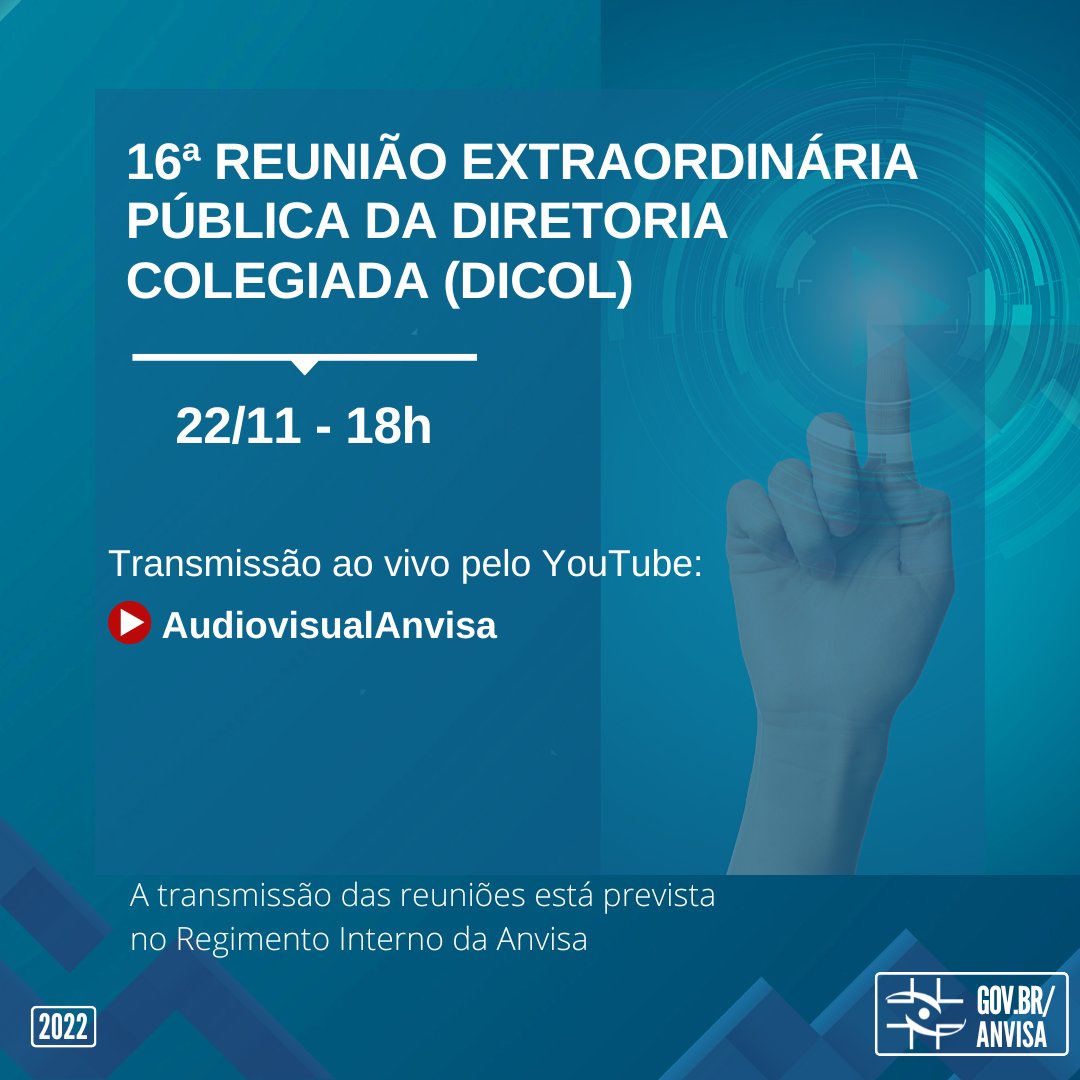 16ª REUNIÃO EXTRAORDINÁRIA
PÚBLICA DA DIRETORIA
COLEGIADA (DICOL)
22/11 - 18h
Transmissão ao vivo pelo YouTube:
AudiovisualAnvisa
A transmissão das reuniões está prevista
no Regimento Interno da Anvisa
2022
GOV.BR/
ANVISA